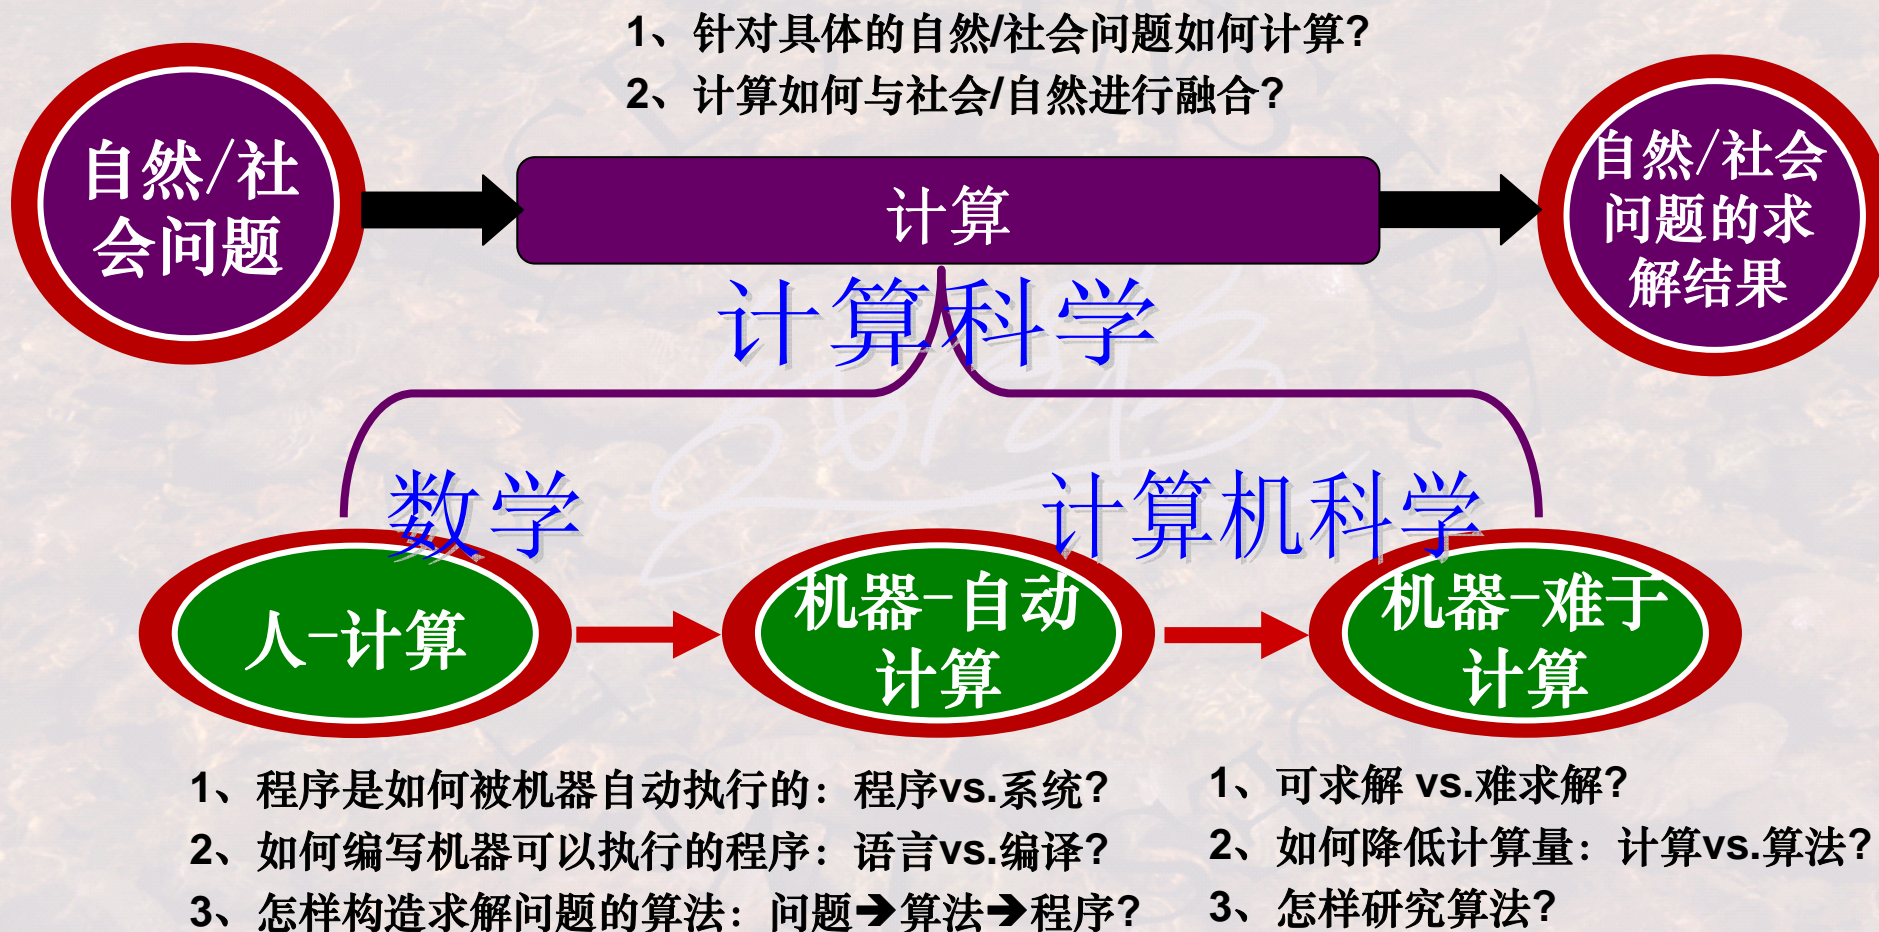 1、针对具体的自然/社会问题如何计算?
2、计算如何与社会/自然进行融合?
自然/社
会问题
计算
自然/社会
问题的求
解结果
计算科学
数学
计算机科学
人-计算
机器-自动
计算
机器-难于
计算
1、程序是如何被机器自动执行的：程序vs.系统?
2、如何编写机器可以执行的程序：语言vs.编译?
3、怎样构造求解问题的算法：问题➔算法➔程序?
1、可求解 vs.难求解?
2、如何降低计算量：计算vs.算法?
3、怎样研究算法?